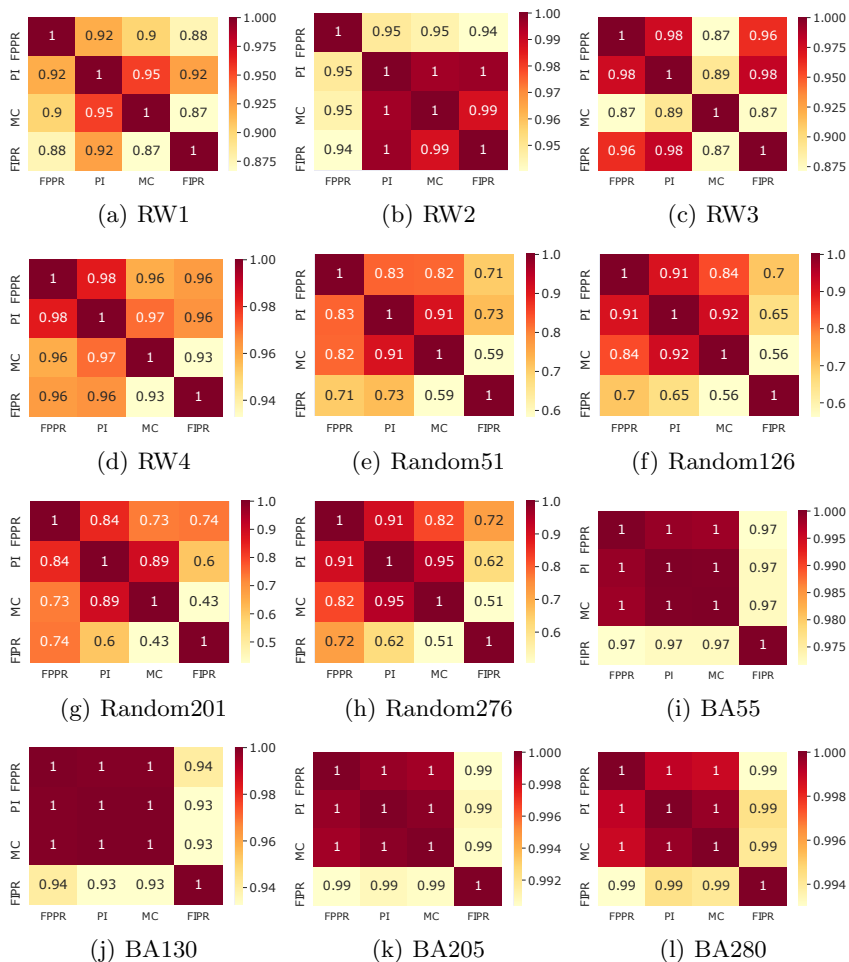 1.000
FPPR 1 0.92 0.9 0.88
0.975
PI 0.92 1 0.95 0.92
0.950
0.925
MC 0.9 0.95 1 0.87
0.900
FIPR 0.88 0.92 0.87 1
0.875
FPPR PI MC FIPR
(a) RW1
1.00
FPPR 1 0.95 0.95 0.94
0.99
0.98
PI 0.95 1 1 1
0.97
0.96
MC 0.95 1 1 0.99
0.95
FIPR 0.94 1 0.99 1
FPPR PI MC FIPR
(b) RW2
1.000
FPPR 1 0.98 0.87 0.96
0.975
PI 0.98 1 0.89 0.98
0.950
0.925
MC 0.87 0.89 1 0.87
0.900
FIPR 0.96 0.98 0.87 1
0.875
FPPR PI MC FIPR
(c) RW3
1.00
FPPR 1 0.98 0.96 0.96
0.98
PI 0.98 1 0.97 0.96
0.96
MC 0.96 0.97 1 0.93
0.94
FIPR 0.96 0.96 0.93 1
FPPR PI MC FIPR
(d) RW4
1.0
FPPR 1 0.83 0.82 0.71
0.9
PI 0.83 1 0.91 0.73
0.8
MC 0.82 0.91 1 0.59
0.7
FIPR 0.71 0.73 0.59 1
0.6
FPPR PI MC FIPR
(e) Random51
1.0
FPPR 1 0.91 0.84 0.7
0.9
PI 0.91 1 0.92 0.65
0.8
MC 0.84 0.92 1 0.56
0.7
FIPR 0.7 0.65 0.56 1
0.6
FPPR PI MC FIPR
(f) Random126
1.0
FPPR 1 0.84 0.73 0.74
0.9
PI 0.84 1 0.89 0.6
0.8
0.7
MC 0.73 0.89 1 0.43
0.6
FIPR 0.74 0.6 0.43 1
0.5
FPPR PI MC FIPR
(g) Random201
1.0
FPPR 1 0.91 0.82 0.72
0.9
PI 0.91 1 0.95 0.62
0.8
MC 0.82 0.95 1 0.51
0.7
FIPR 0.72 0.62 0.51 1
0.6
FPPR PI MC FIPR
(h) Random276
1.000
FPPR 1 1 1 0.97
0.995
PI 1 1 1 0.97
0.990
0.985
MC 1 1 1 0.97
0.980
FIPR 0.97 0.97 0.97 1
0.975
FPPR PI MC FIPR
(i) BA55
1.00
FPPR 1 1 1 0.94
0.98
PI 1 1 1 0.93
0.96
MC 1 1 1 0.93
FIPR 0.94 0.93 0.93 1
0.94
FPPR PI MC FIPR
(j) BA130
1.000
FPPR 1 1 1 0.99
0.998
PI 1 1 1 0.99
0.996
MC 1 1 1 0.99
0.994
FIPR 0.99 0.99 0.99 1
0.992
FPPR PI MC FIPR
(k) BA205
1.000
FPPR 1 1 1 0.99
0.998
PI 1 1 1 0.99
0.996
MC 1 1 1 0.99
FIPR 0.99 0.99 0.99 1
0.994
FPPR PI MC FIPR
(l) BA280